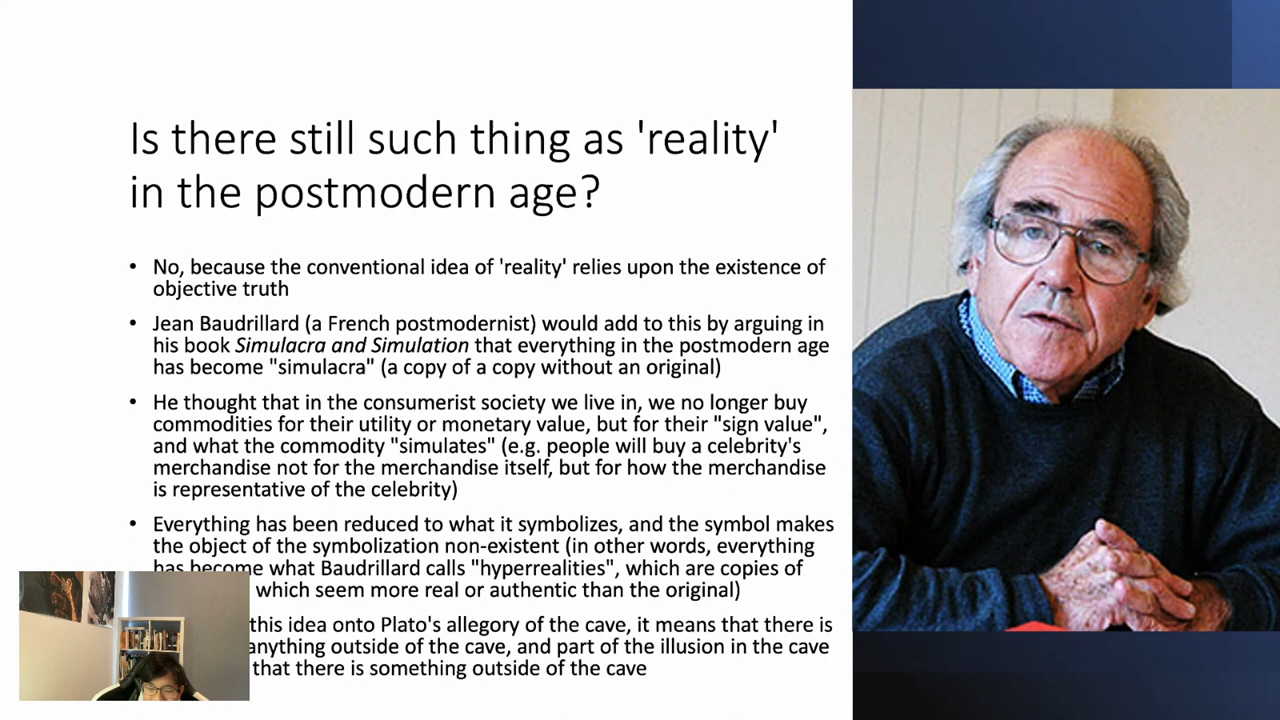 Is there still such thing as 'reality'
in the postmodern age?
• No, because the conventional idea of 'reality' relies upon the existence of
objective truth
• Jean Baudrillard (a French postmodernist) would add to this by arguing in
his book Simulacra and Simulation that everything in the postmodern age
has become "simulacra" (a copy of a copy without an original)
• He thought that in the consumerist society we live in, we no longer buy
commodities for their utility or monetary value, but for their "sign value",
and what the commodity "simulates" (e.g. people will buy a celebrity's
merchandise not for the merchandise itself, but for how the merchandise
is representative of the celebrity)
• Everything has been reduced to what it symbolizes, and the symbol makes
the object of the symbolization non-existent (in other words, everything
has become what Baudrillard calls "hyperrealities", which are copies of
which seem more real or authentic than the original)
this idea onto Plato's allegory of the cave, it means that there is
anything outside of the cave, and part of the illusion in the cave
that there is something outside of the cave